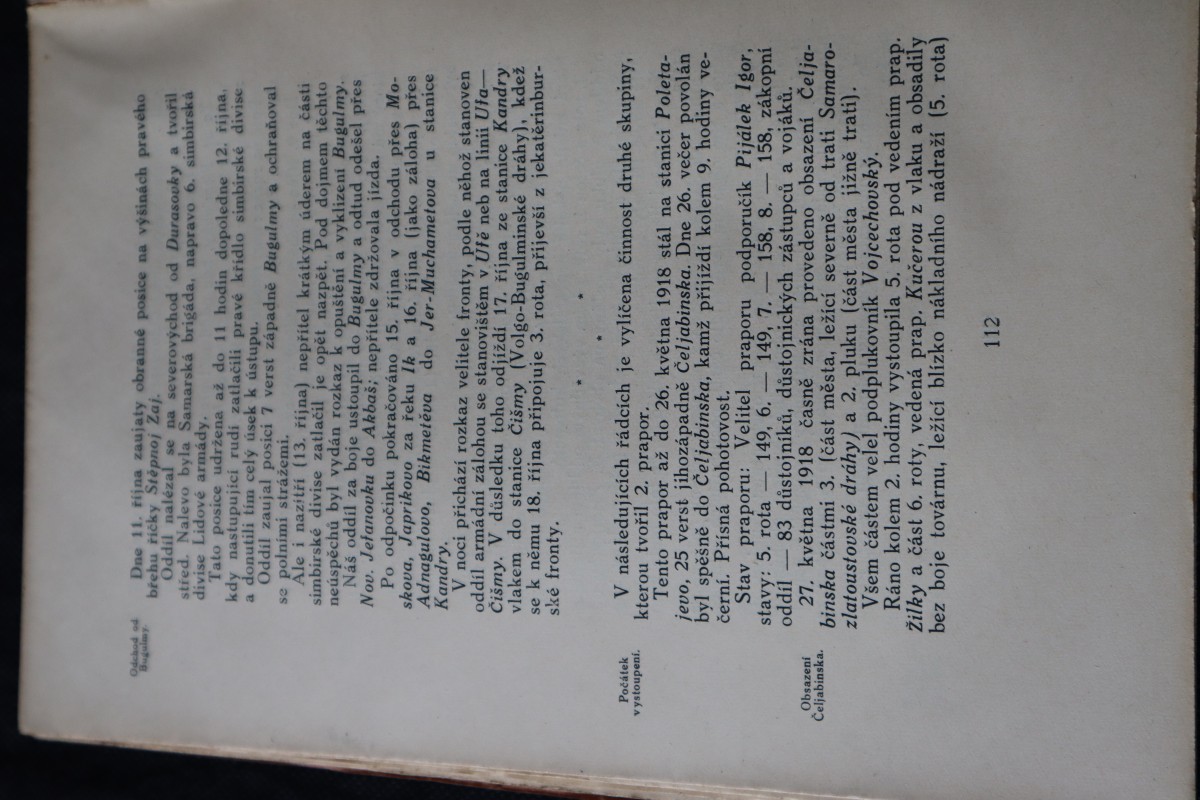 Odchod od
Bugulmy.
Dne 11. října zaujaty obranné posice na výšinách pravého
břehu říčky Stěpnoj Zaj.
Oddíl nalézal se na severovýchod od Durasovky a tvořil
střed. Nalevo byla Samarská brigáda, napravo 6. simbirská
divise Lidové armády.
Tato posice udržena až do 11 hodin dopoledne 12. října,
kdy nastupující rudí zatlačili pravé křídlo simbirské divise
a donutili tím celý úsek k ústupu.
Oddíl zaujal posici 7 verst západně Bugulmy a ochraňoval
se polními strážemi.
Ale i nazítří (13. října) nepřítel krátkým úderem na části
simbirské divise zatlačil je opět nazpět. Pod dojmem těchto
neúspěchů byl vydán rozkaz k opuštění a vyklizení Bugulmy.
Náš oddíl za boje ustoupil do Bugulmy a odtud odešel přes
Nov. Jefanovku do Akbaš; nepřítele zdržovala jízda.
Po odpočinku pokračováno 15. října v odchodu přes Mo-
skova, Japrikovo za řeku Ik a 16. října (jako záloha) přes
Adnagulovo, Bikmetěva do Jer-Muchametova u stanice
Kandry.
V noci přichází rozkaz velitele fronty, podle něhož stanoven
oddíl armádní zálohou se stanovištěm v Ufě neb na linii Ufa—
Čišmy. V důsledku toho odjíždí 17. října ze stanice Kandry
vlakem do stanice Čišmy (Volgo-Bugulminské dráhy), kdež
se k němu 18. října připojuje 3. rota, přijevší z jekatěrinbur-
ské fronty.
* * *
Počátek
vystoupení.
V následujících řádcích je vylíčena činnost druhé skupiny,
kterou tvořil 2. prapor.
Tento prapor až do 26. května 1918 stál na stanici Poleta-
jevo, 25 verst jihozápadně Čeljabinska. Dne 26. večer povolán
byl spěšně do Čeljabinska, kamž přijíždí kolem 9. hodiny ve-
černí. Přísná pohotovost.
Stav praporu: Velitel praporu podporučík Pijálek Igor,
stavy: 5. rota — 149, 6. — 149, 7. — 158, 8. — 158, zákopní
oddíl — 83 důstojníků, důstojnických zástupců a vojáků.
Obsazení
Čeljabinska.
27. května 1918 časně zrána provedeno obsazení Čelja-
binska částmi 3. (část města, ležící severně od trati Samaro-
zlatoustovské dráhy) a 2. pluku (část města jižně trati).
Všem částem velel podplukovník Vojcechovský.
Ráno kolem 2. hodiny vystoupila 5. rota pod vedením prap.
Žilky a část 6. roty, vedená prap. Kučerou z vlaku a obsadily
bez boje továrnu, ležící blízko nákladního nádraží (5. rota)
112